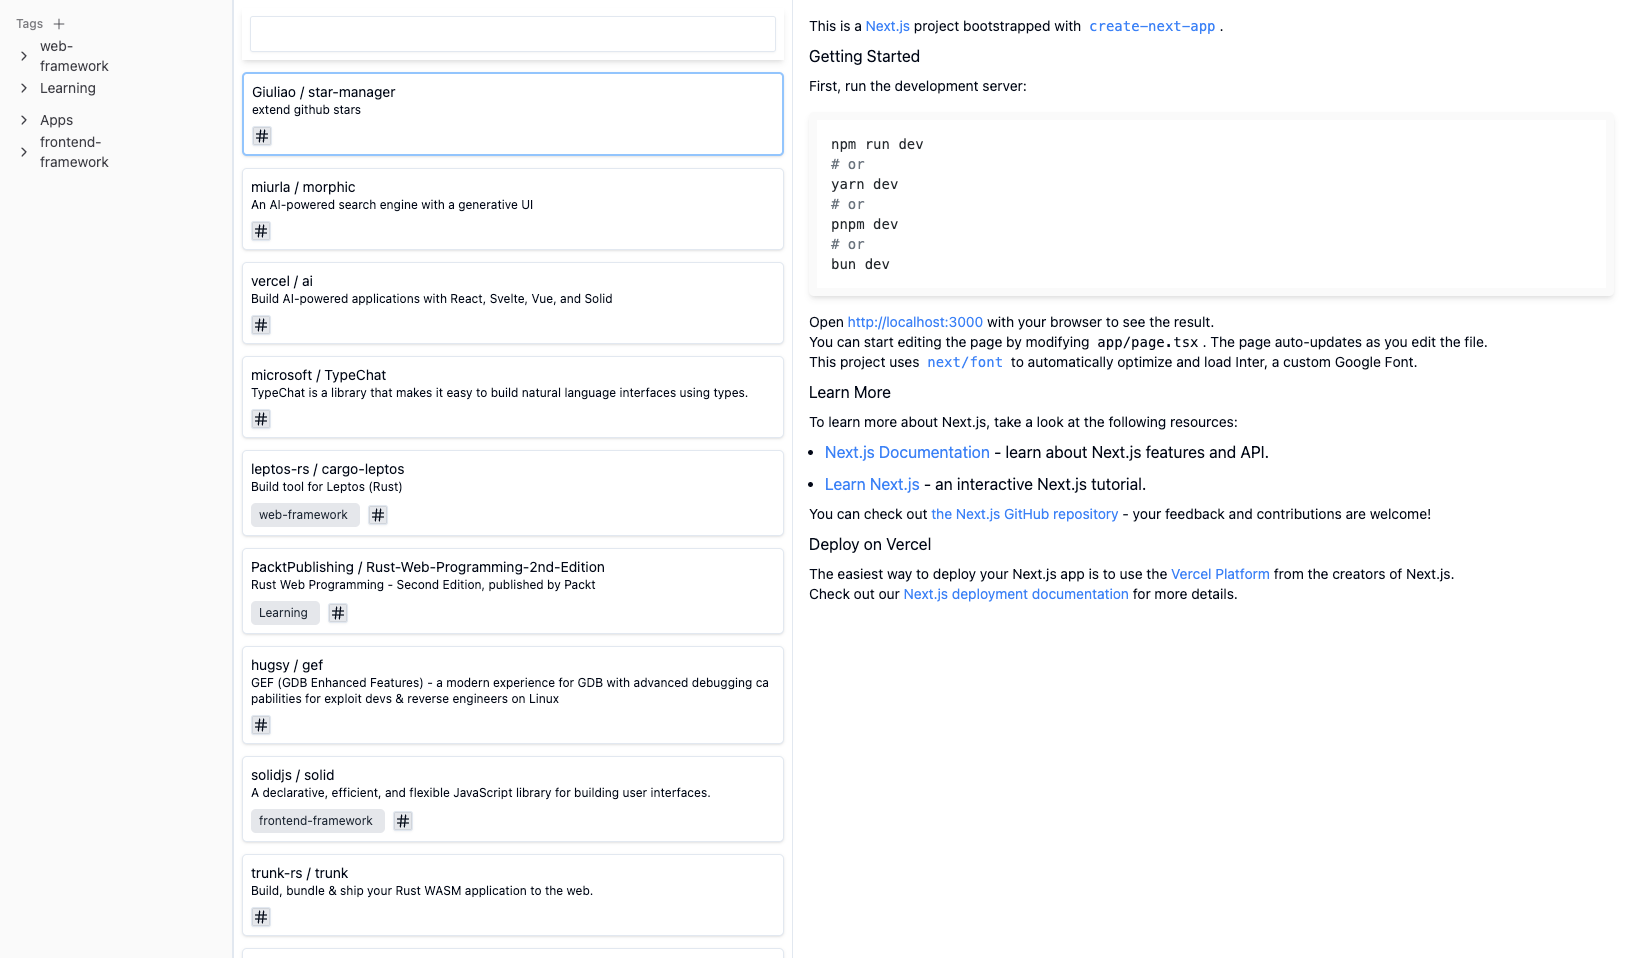 Tags
web-
framework
Learning
Apps
frontend-
framework
Giuliao / star-manager
extend github stars
#
miurla / morphic
An AI-powered search engine with a generative UI
#
vercel / ai
Build AI-powered applications with React, Svelte, Vue, and Solid
#
microsoft / TypeChat
TypeChat is a library that makes it easy to build natural language interfaces using types.
#
leptos-rs / cargo-leptos
Build tool for Leptos (Rust)
web-framework #
PacktPublishing / Rust-Web-Programming-2nd-Edition
Rust Web Programming - Second Edition, published by Packt
Learning #
hugsy / gef
GEF (GDB Enhanced Features) - a modern experience for GDB with advanced debugging ca
pabilities for exploit devs & reverse engineers on Linux
#
solidjs / solid
A declarative, efficient, and flexible JavaScript library for building user interfaces.
frontend-framework #
trunk-rs / trunk
Build, bundle & ship your Rust WASM application to the web.
#
This is a Next.js project bootstrapped with create-next-app.
Getting Started
First, run the development server:
npm run dev
# or
yarn dev
# or
pnpm dev
# or
bun dev
Open http://localhost:3000 with your browser to see the result.
You can start editing the page by modifying app/page.tsx. The page auto-updates as you edit the file.
This project uses next/font to automatically optimize and load Inter, a custom Google Font.
Learn More
To learn more about Next.js, take a look at the following resources:
• Next.js Documentation - learn about Next.js features and API.
• Learn Next.js - an interactive Next.js tutorial.
You can check out the Next.js GitHub repository - your feedback and contributions are welcome!
Deploy on Vercel
The easiest way to deploy your Next.js app is to use the Vercel Platform from the creators of Next.js.
Check out our Next.js deployment documentation for more details.